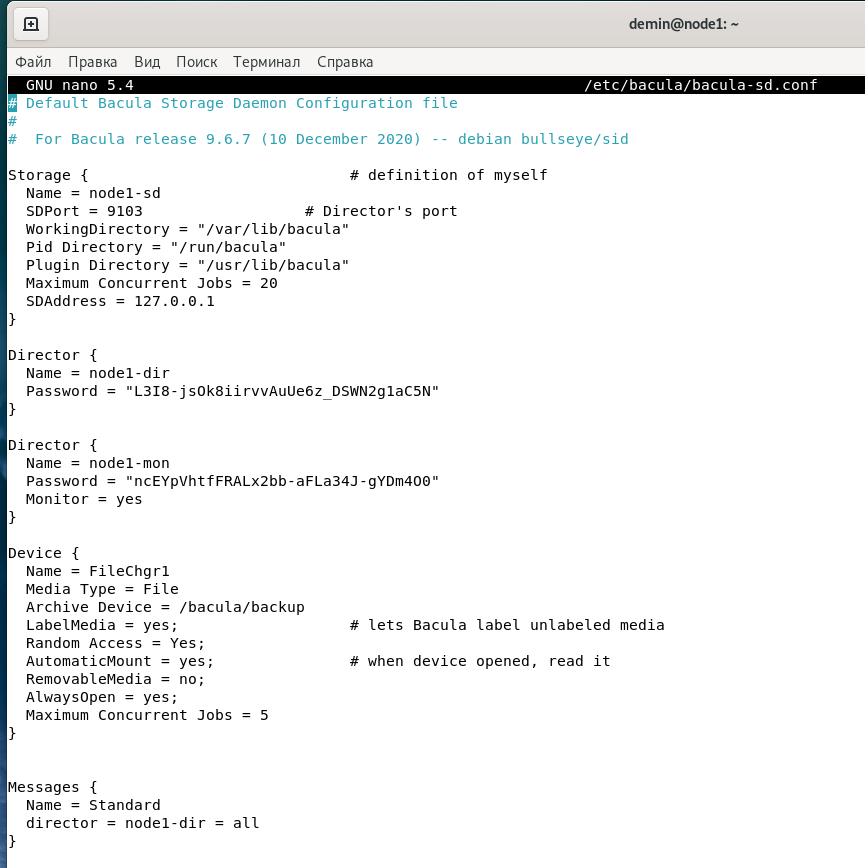 demin@node1: ~
Файл Правка Вид Поиск Терминал Справка
GNU nano 5.4 /etc/bacula/bacula-sd.conf
# Default Bacula Storage Daemon Configuration file
#
#  For Bacula release 9.6.7 (10 December 2020) -- debian bullseye/sid
Storage {                             # definition of myself
  Name = node1-sd
  SDPort = 9103                  # Director's port
  WorkingDirectory = "/var/lib/bacula"
  Pid Directory = "/run/bacula"
  Plugin Directory = "/usr/lib/bacula"
  Maximum Concurrent Jobs = 20
  SDAddress = 127.0.0.1
}
Director {
  Name = node1-dir
  Password = "L3I8-jsOk8iirvvAuUe6z_DSWN2g1aC5N"
}
Director {
  Name = node1-mon
  Password = "ncEYpVhtfFRALx2bb-aFLa34J-gYDm4O0"
  Monitor = yes
}
Device {
  Name = FileChgr1
  Media Type = File
  Archive Device = /bacula/backup
  LabelMedia = yes;                   # lets Bacula label unlabeled media
  Random Access = Yes;
  AutomaticMount = yes;               # when device opened, read it
  RemovableMedia = no;
  AlwaysOpen = yes;
  Maximum Concurrent Jobs = 5
}
Messages {
  Name = Standard
  director = node1-dir = all
}